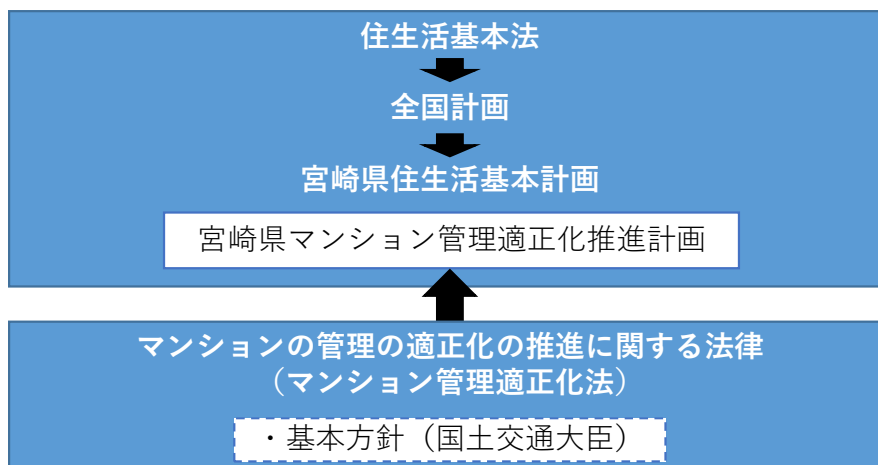 住生活基本法
全国計画
宮崎県住生活基本計画
宮崎県マンション管理適正化推進計画
マンションの管理の適正化の推進に関する法律
（マンション管理適正化法）
・基本方針（国土交通大臣）